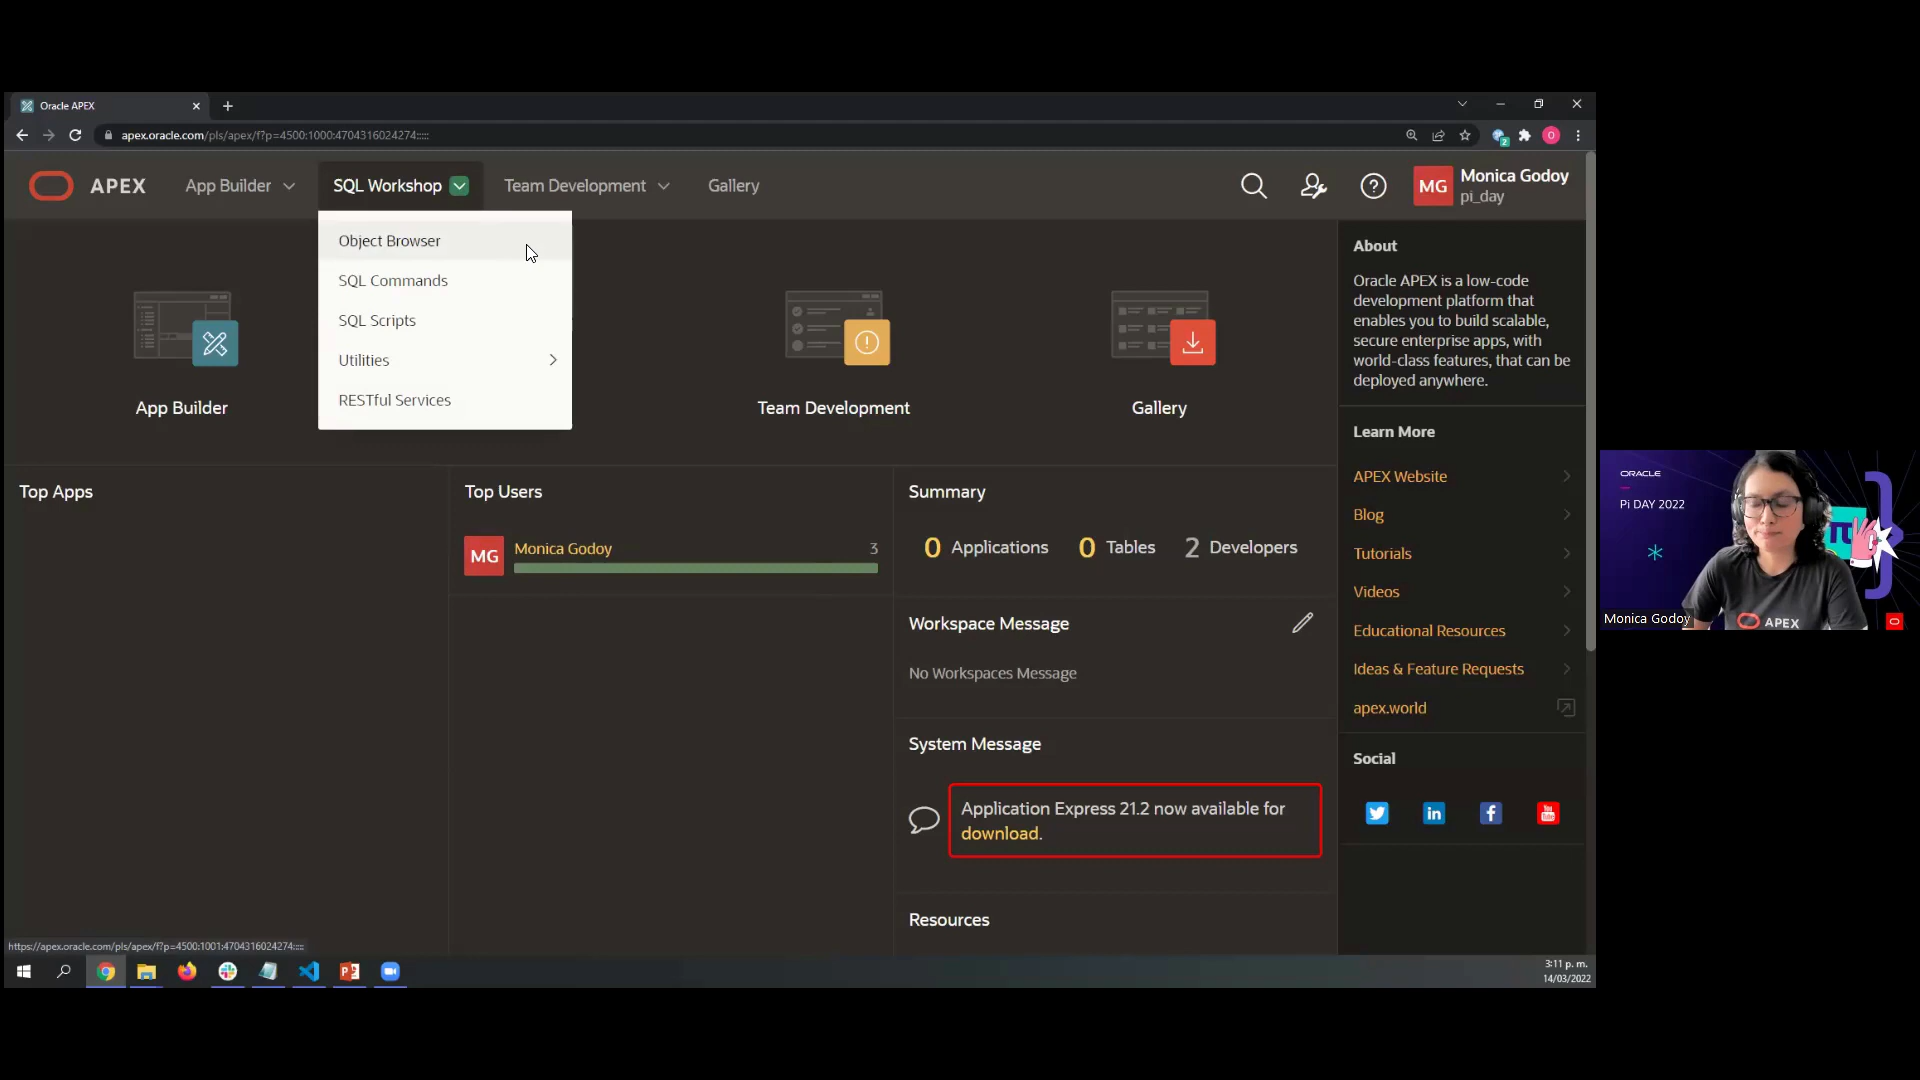 Oracle APEX
apex.oracle.com/pls/apex/f?p=4500:1000:4704316024274:::::
2
O
APEX
App Builder
SQL Workshop
Team Development
Gallery
MG
Monica Godoy
pi_day
Object Browser
SQL Commands
SQL Scripts
Utilities
RESTful Services
App Builder
Team Development
Gallery
About
Oracle APEX is a low-code
development platform that
enables you to build scalable,
secure enterprise apps, with
world-class features, that can be
deployed anywhere.
Learn More
APEX Website
Blog
Tutorials
Videos
Educational Resources
Ideas & Feature Requests
apex.world
Social
Top Apps
Top Users
MG
Monica Godoy
3
Summary
0 Applications
0 Tables
2 Developers
Workspace Message
No Workspaces Message
System Message
Application Express 21.2 now available for
download.
Resources
https://apex.oracle.com/pls/apex/f?p=4500:1001:4704316024274:::::
3:11 p. m.
14/03/2022
ORACLE
Pi DAY 2022
APEX
Monica Godoy